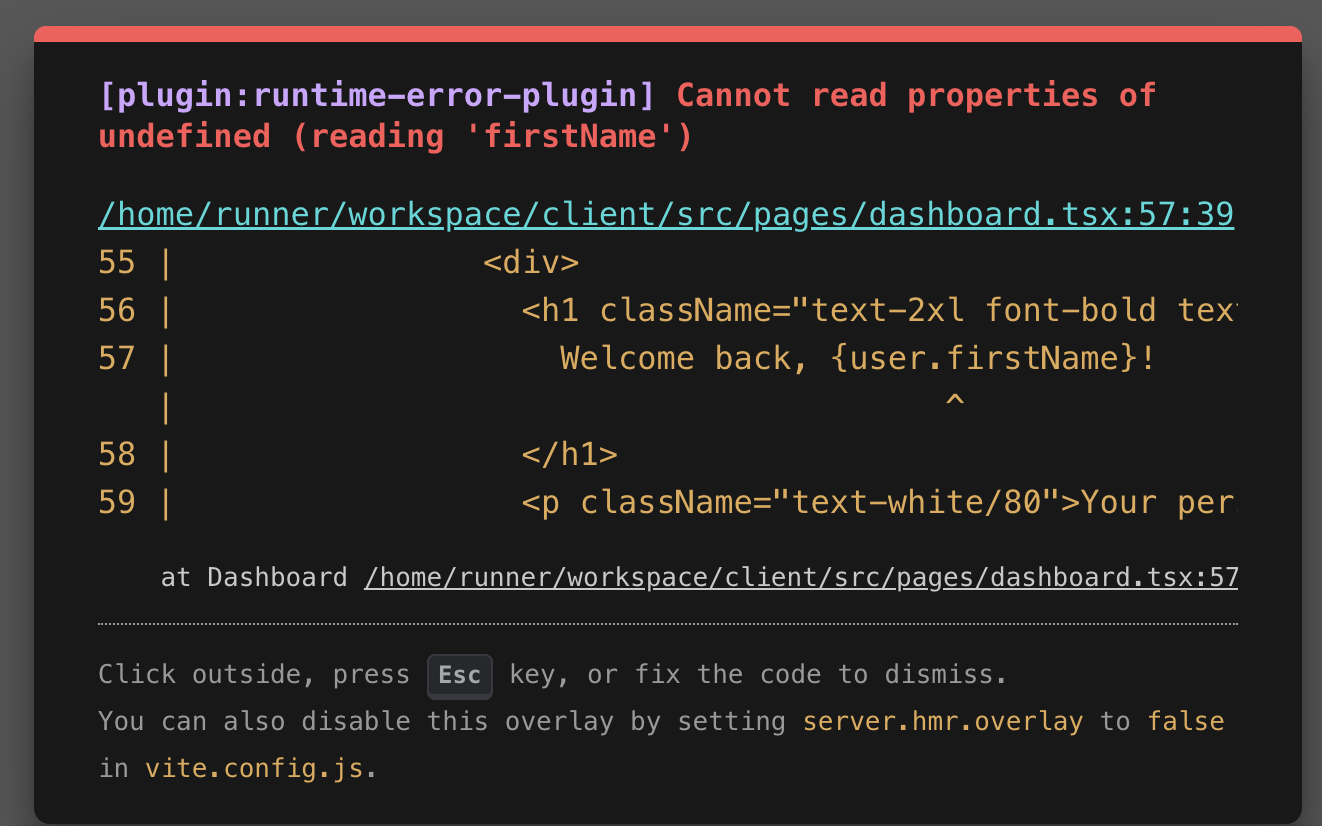 [plugin:runtime-error-plugin] Cannot read properties of
undefined (reading 'firstName')
/home/runner/workspace/client/src/pages/dashboard.tsx:57:39
55 | <div>
56 | <h1 className="text-2xl font-bold
57 | Welcome back, {user.firstName}!
| ^
58 | </h1>
59 | <p className="text-white/80">Your
at Dashboard /home/runner/workspace/client/src/pages/dashboard.tsx:57
Click outside, press Esc key, or fix the code to dismiss.
You can also disable this overlay by setting server.hmr.overlay to false
in vite.config.js.